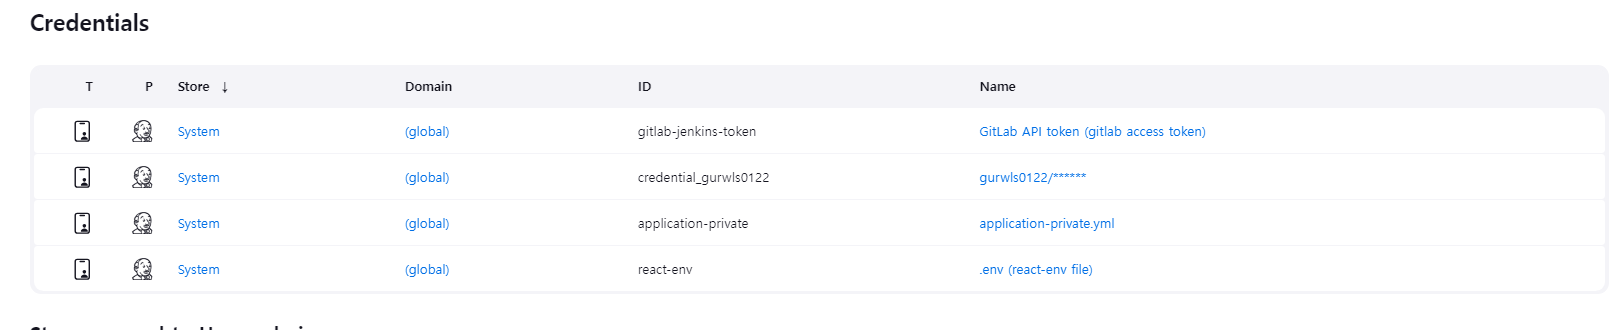 Credentials
T P Store ↓ Domain ID Name
System (global) gitlab-jenkins-token GitLab API token (gitlab access token)
System (global) credential_gurwls0122 gurwls0122/******
System (global) application-private application-private.yml
System (global) react-env .env (react-env file)